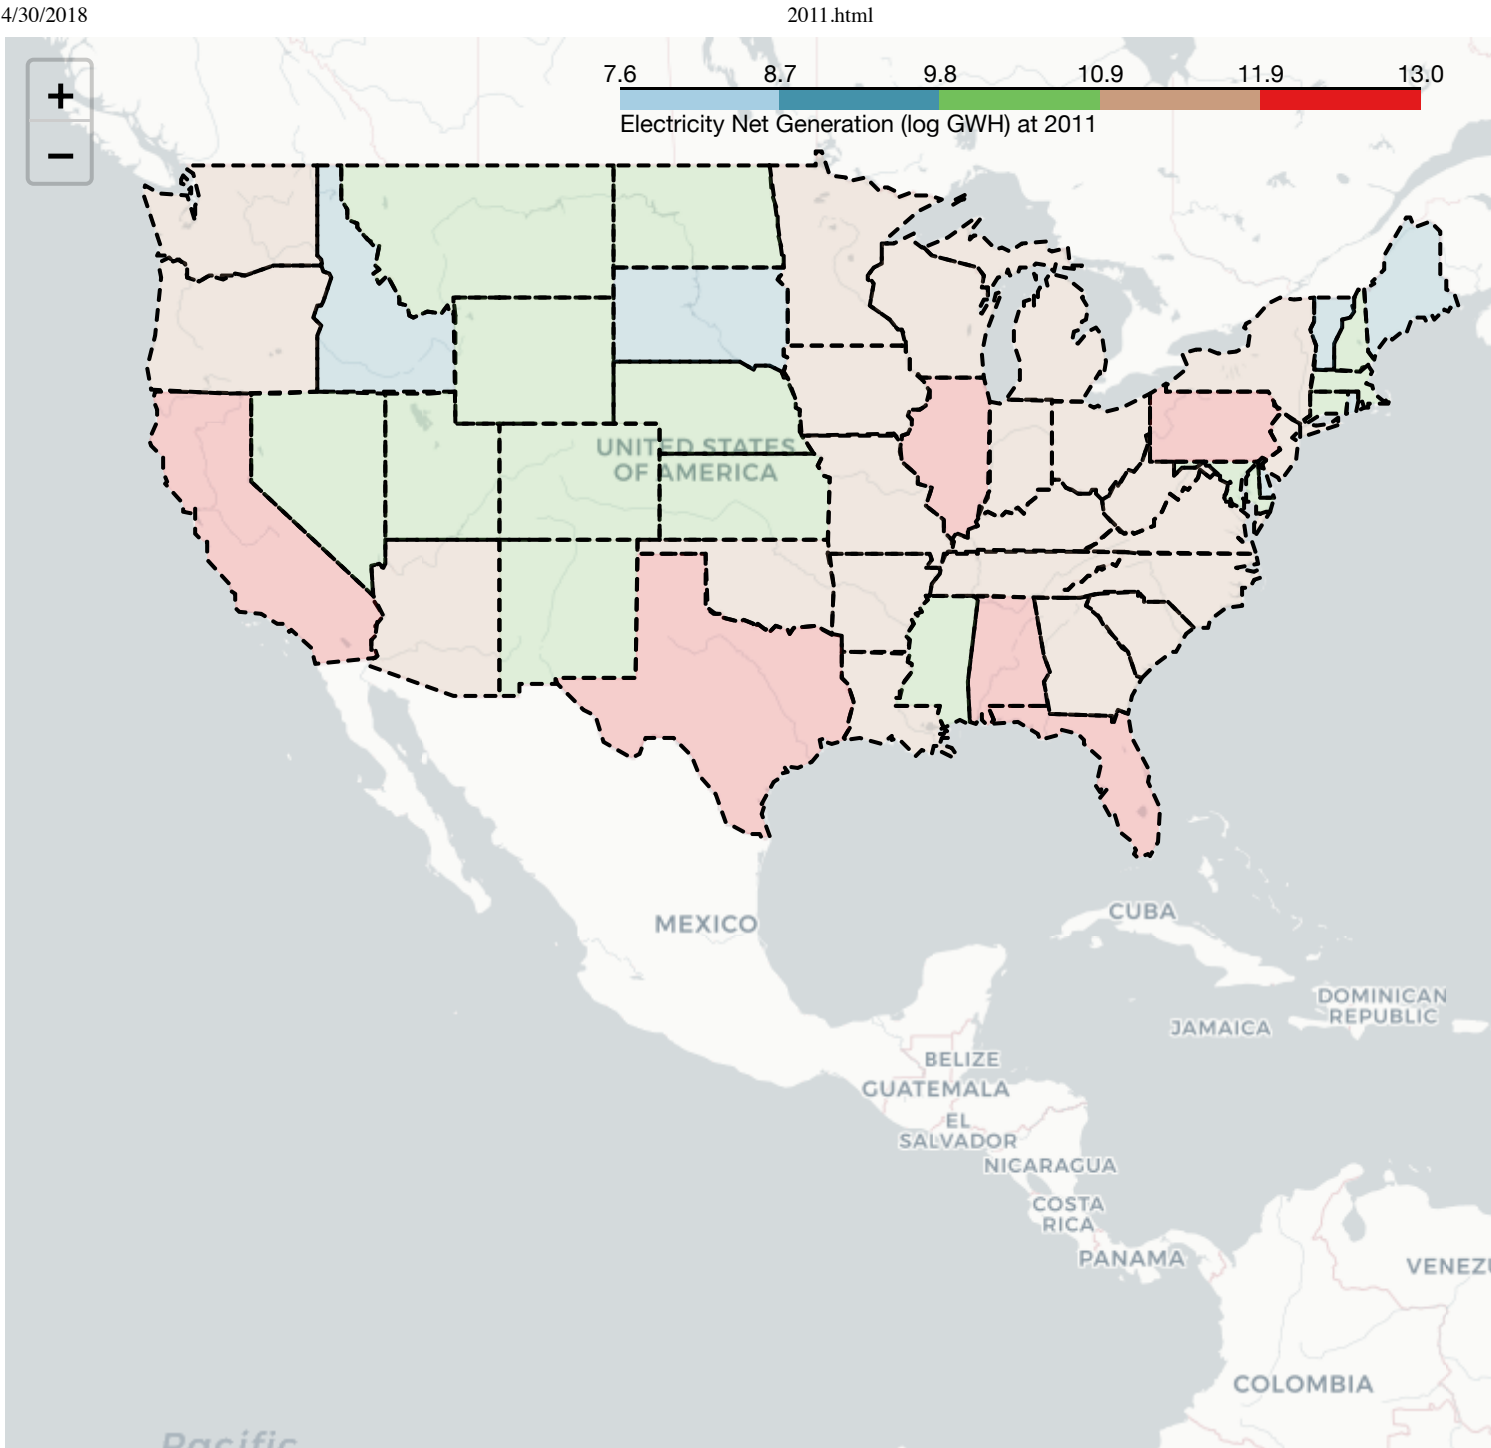 4/30/2018 2011.html
+
−
7.6 8.7 9.8 10.9 11.9 13.0
Electricity Net Generation (log GWH) at 2011
UNITED STATES
OF AMERICA
MEXICO
CUBA
DOMINICAN
REPUBLIC
JAMAICA
BELIZE
GUATEMALA
EL
SALVADOR
NICARAGUA
COSTA
RICA
PANAMA
VENEZU
COLOMBIA
Pacific